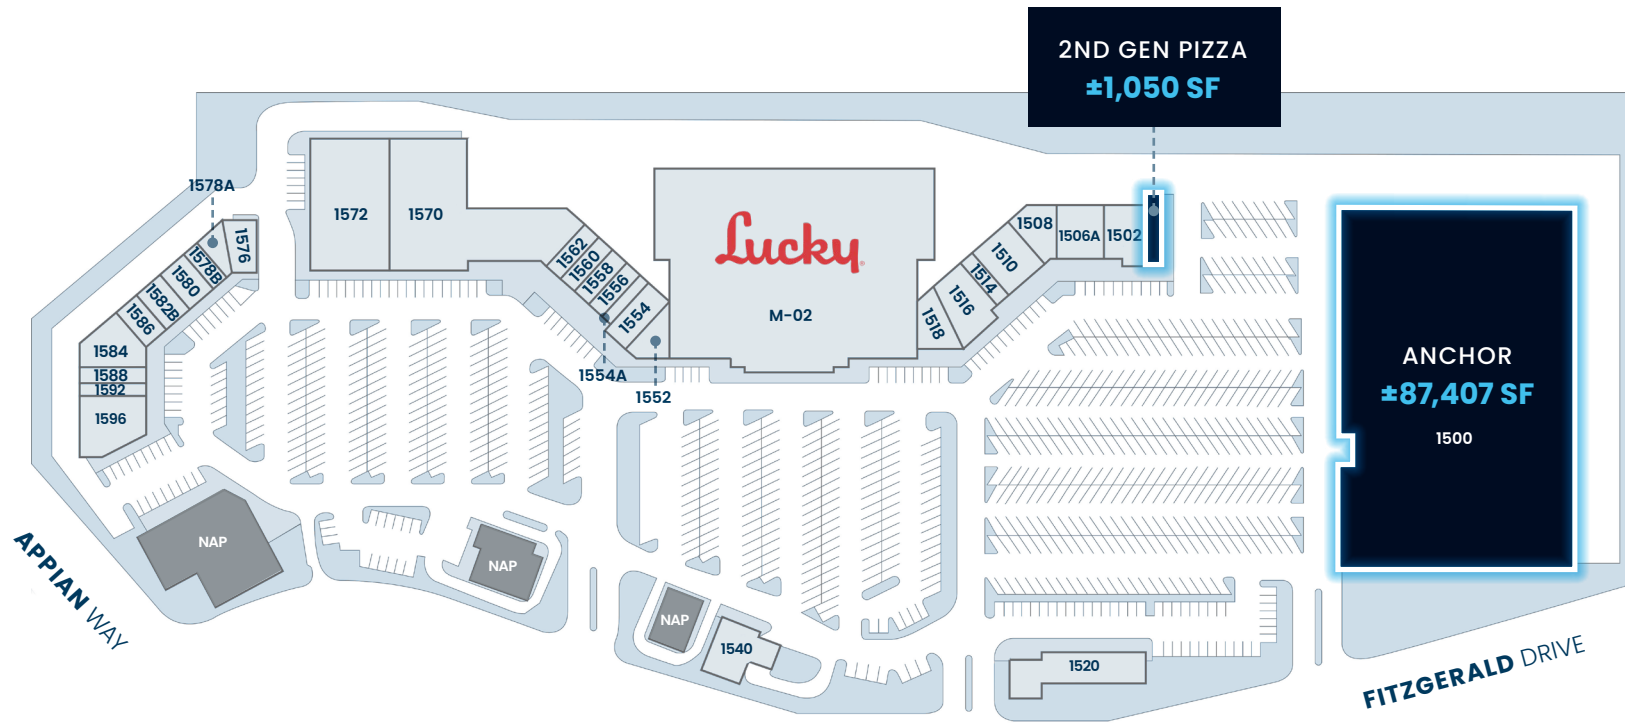 2ND GEN PIZZA
±1,050 SF
1578A
1576
1578B
1580
1582B
1586
1584
1588
1592
1596
1572
1570
1562
1560
1558
1556
1554
1554A
1552
Lucky
M-02
1518
1516
1514
1510
1508
1506A
1502
ANCHOR
±87,407 SF
1500
NAP
NAP
NAP
1540
1520
APPIAN WAY
FITZGERALD DRIVE